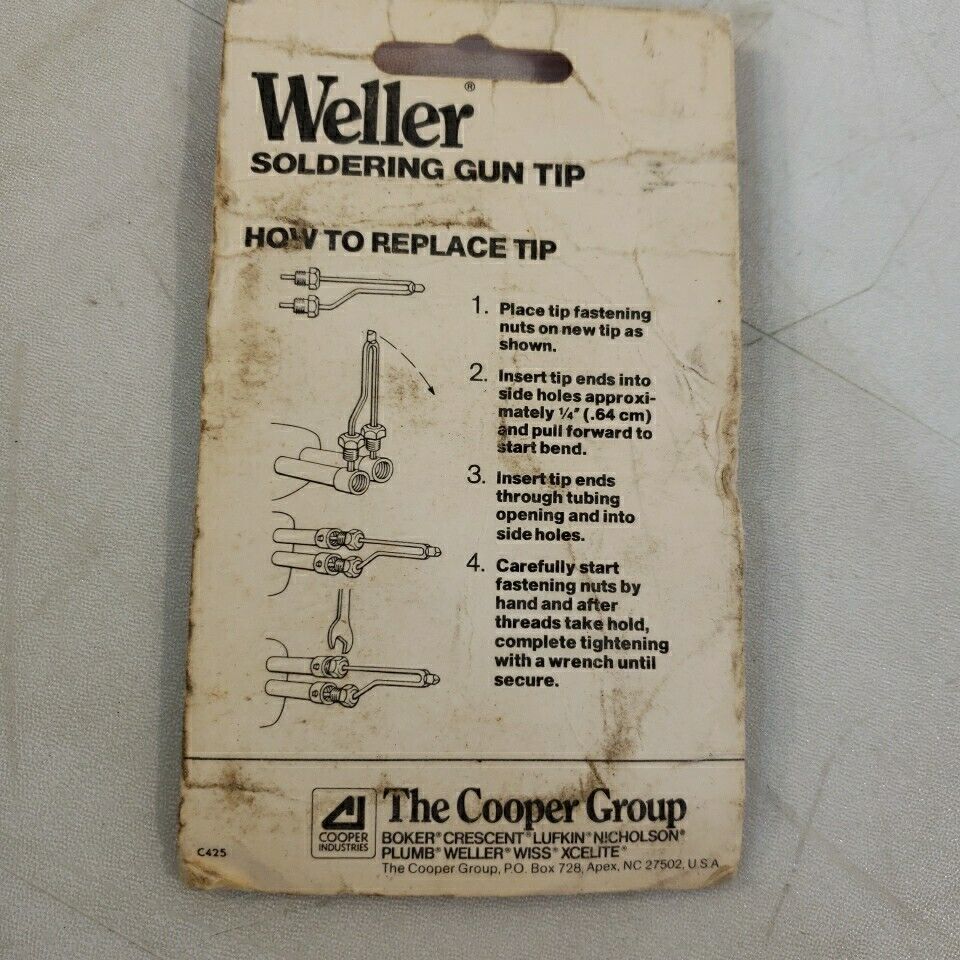 Weller®
SOLDERING GUN TIP
HOW TO REPLACE TIP
1. Place tip fastening
nuts on new tip as
shown.
2. Insert tip ends into
side holes approxi-
mately ¼" (.64 cm)
and pull forward to
start bend.
3. Insert tip ends
through tubing
opening and into
side holes.
4. Carefully start
fastening nuts by
hand and after
threads take hold,
complete tightening
with a wrench until
secure.
COOPER
INDUSTRIES
The Cooper Group
BOKER® CRESCENT® LUFKIN® NICHOLSON®
PLUMB® WELLER® WISS® XCELITE®
The Cooper Group, P.O. Box 728, Apex, NC 27502, U.S.A.
C425